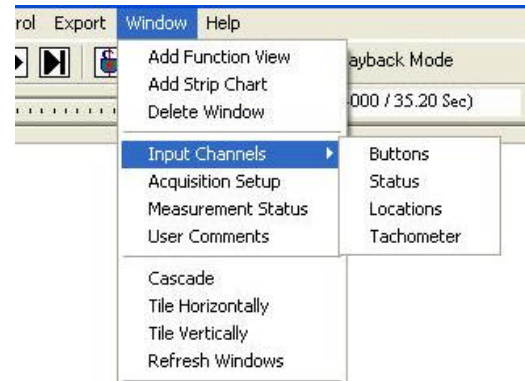 rol Export Window Help
Add Function View
ayback Mode
Add Strip Chart
Delete Window
000 / 35.20 Sec)
Input Channels
Buttons
Acquisition Setup
Status
Measurement Status
Locations
User Comments
Tachometer
Cascade
Tile Horizontally
Tile Vertically
Refresh Windows